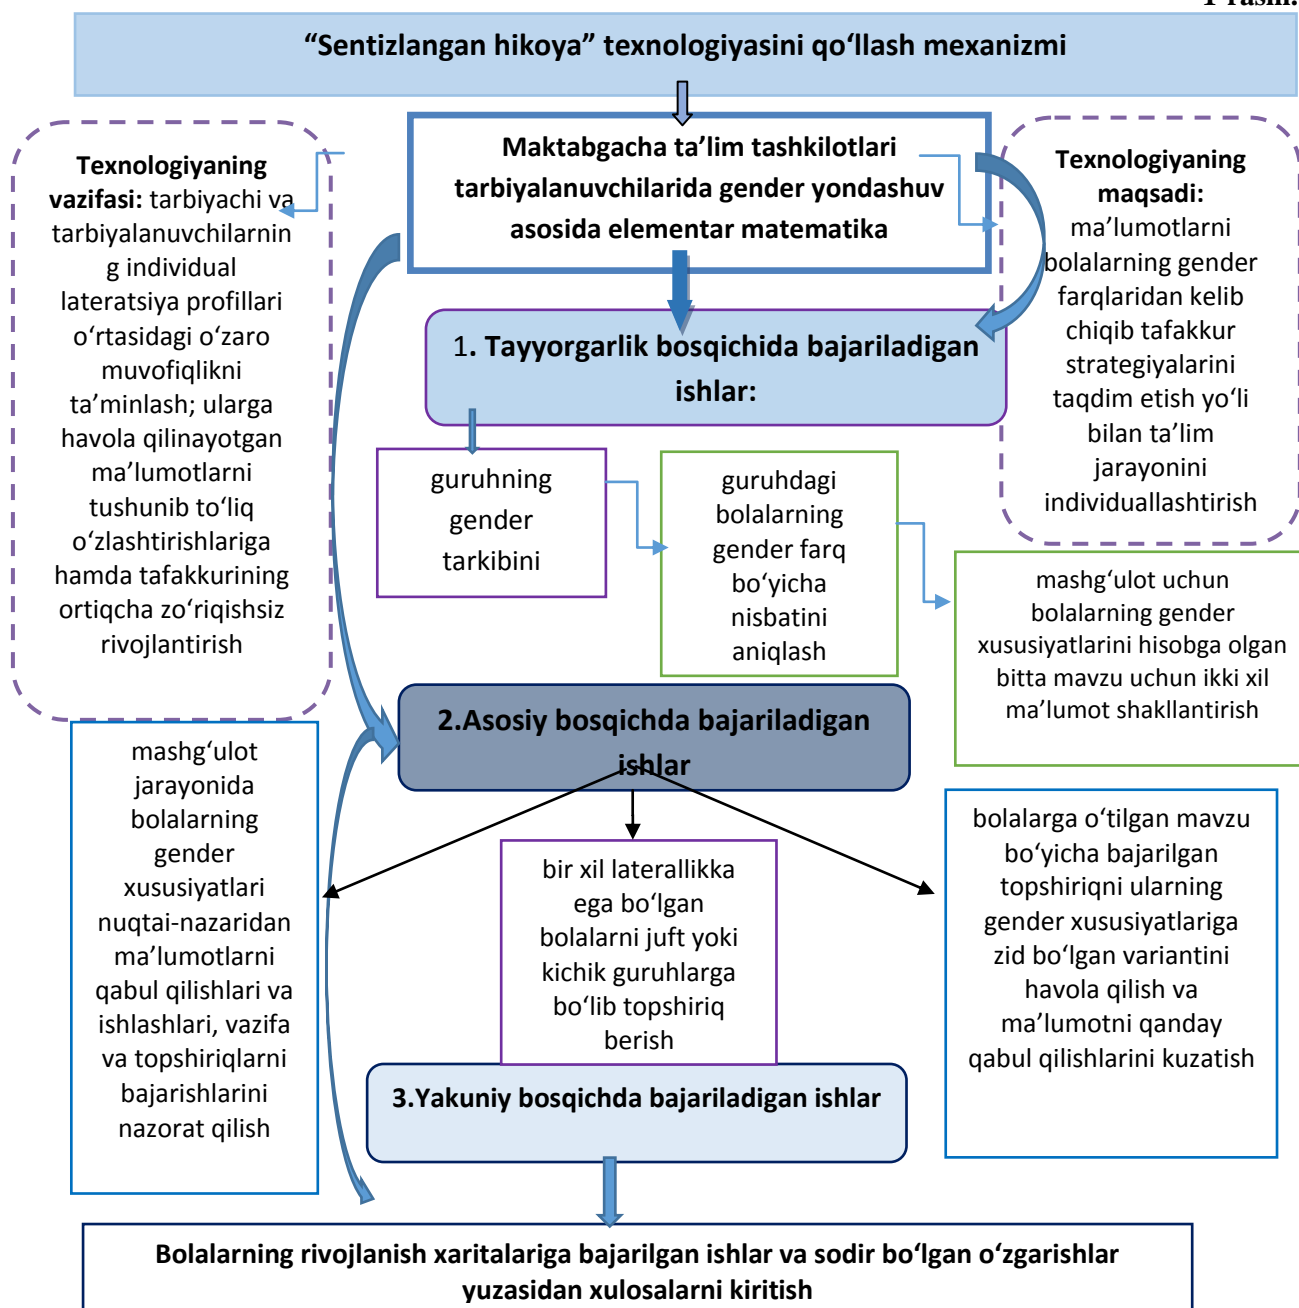 “Sentizlangan hikoya” texnologiyasini qo‘llash mexanizmi
Maktabgacha ta’lim tashkilotlari
tarbiyalanuvchilarida gender yondashuv
asosida elementar matematika
Texnologiyaning
vazifasi: tarbiyachi va
tarbiyalanuvchilarnin
g individual
lateratsiya profillari
o‘rtasidagi o‘zaro
muvofiqlikni
ta’minlash; ularga
havola qilinayotgan
ma’lumotlarni
tushunib to‘liq
o‘zlashtirishlariga
hamda tafakkurining
ortiqcha zo‘riqishsiz
rivojlantirish
Texnologiyaning
maqsadi:
ma’lumotlarni
bolalarning gender
farqlaridan kelib
chiqib tafakkur
strategiyalarini
taqdim etish yo‘li
bilan ta’lim
jarayonini
individuallashtirish
1. Tayyorgarlik bosqichida bajariladigan
ishlar:
guruhning
gender
tarkibini
guruhdagi
bolalarning
gender farq
bo‘yicha
nisbatini
aniqlash
mashg‘ulot uchun
bolalarning gender
xususiyatlarini hisobga olgan
bitta mavzu uchun ikki xil
ma’lumot shakllantirish
2.Asosiy bosqichda bajariladigan
ishlar
mashg‘ulot
jarayonida
bolalarning
gender
xususiyatlari
nuqtai-nazaridan
ma’lumotlarni
qabul qilishlari va
ishlashlari, vazifa
va topshiriqlarni
bajarishlarini
nazorat qilish
bir xil laterallikka
ega bo‘lgan
bolalarni juft yoki
kichik guruhlarga
bo‘lib topshiriq
berish
bolalarga o‘tilgan mavzu
bo‘yicha bajarilgan
topshiriqni ularning
gender xususiyatlariga
zid bo‘lgan variantini
havola qilish va
ma’lumotni qanday
qabul qilishlarini kuzatish
3.Yakuniy bosqichda bajariladigan ishlar
Bolalarning rivojlanish xaritalariga bajarilgan ishlar va sodir bo‘lgan o‘zgarishlar
yuzasidan xulosalarni kiritish